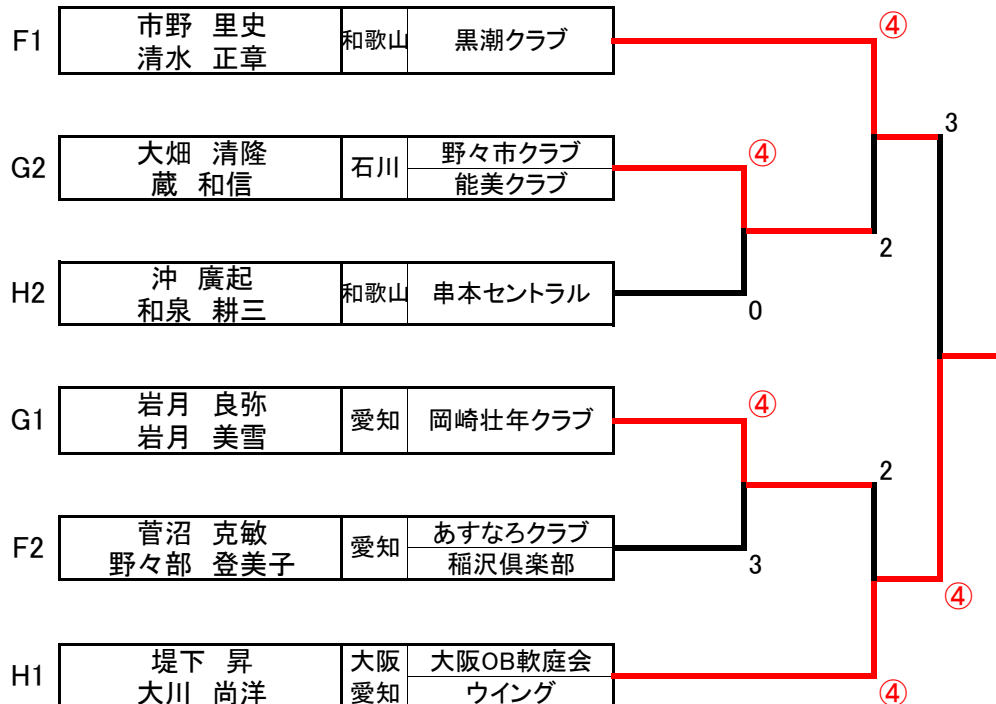 F1 市野 里史 和歌山 黒潮クラブ ④
清水 正章
3
G2 大畑 清隆 石川 野々市クラブ ④
蔵 和信 能美クラブ
2
H2 沖 廣起 和歌山 串本セントラル
和泉 耕三 0
G1 岩月 良弥 愛知 岡崎壮年クラブ ④
岩月 美雪
2
F2 菅沼 克敏 愛知 あすなろクラブ
野々部 登美子 稲沢倶楽部 3
④
H1 堤下 昇 大阪 大阪OB軟庭会
大川 尚洋 愛知 ウイング ④